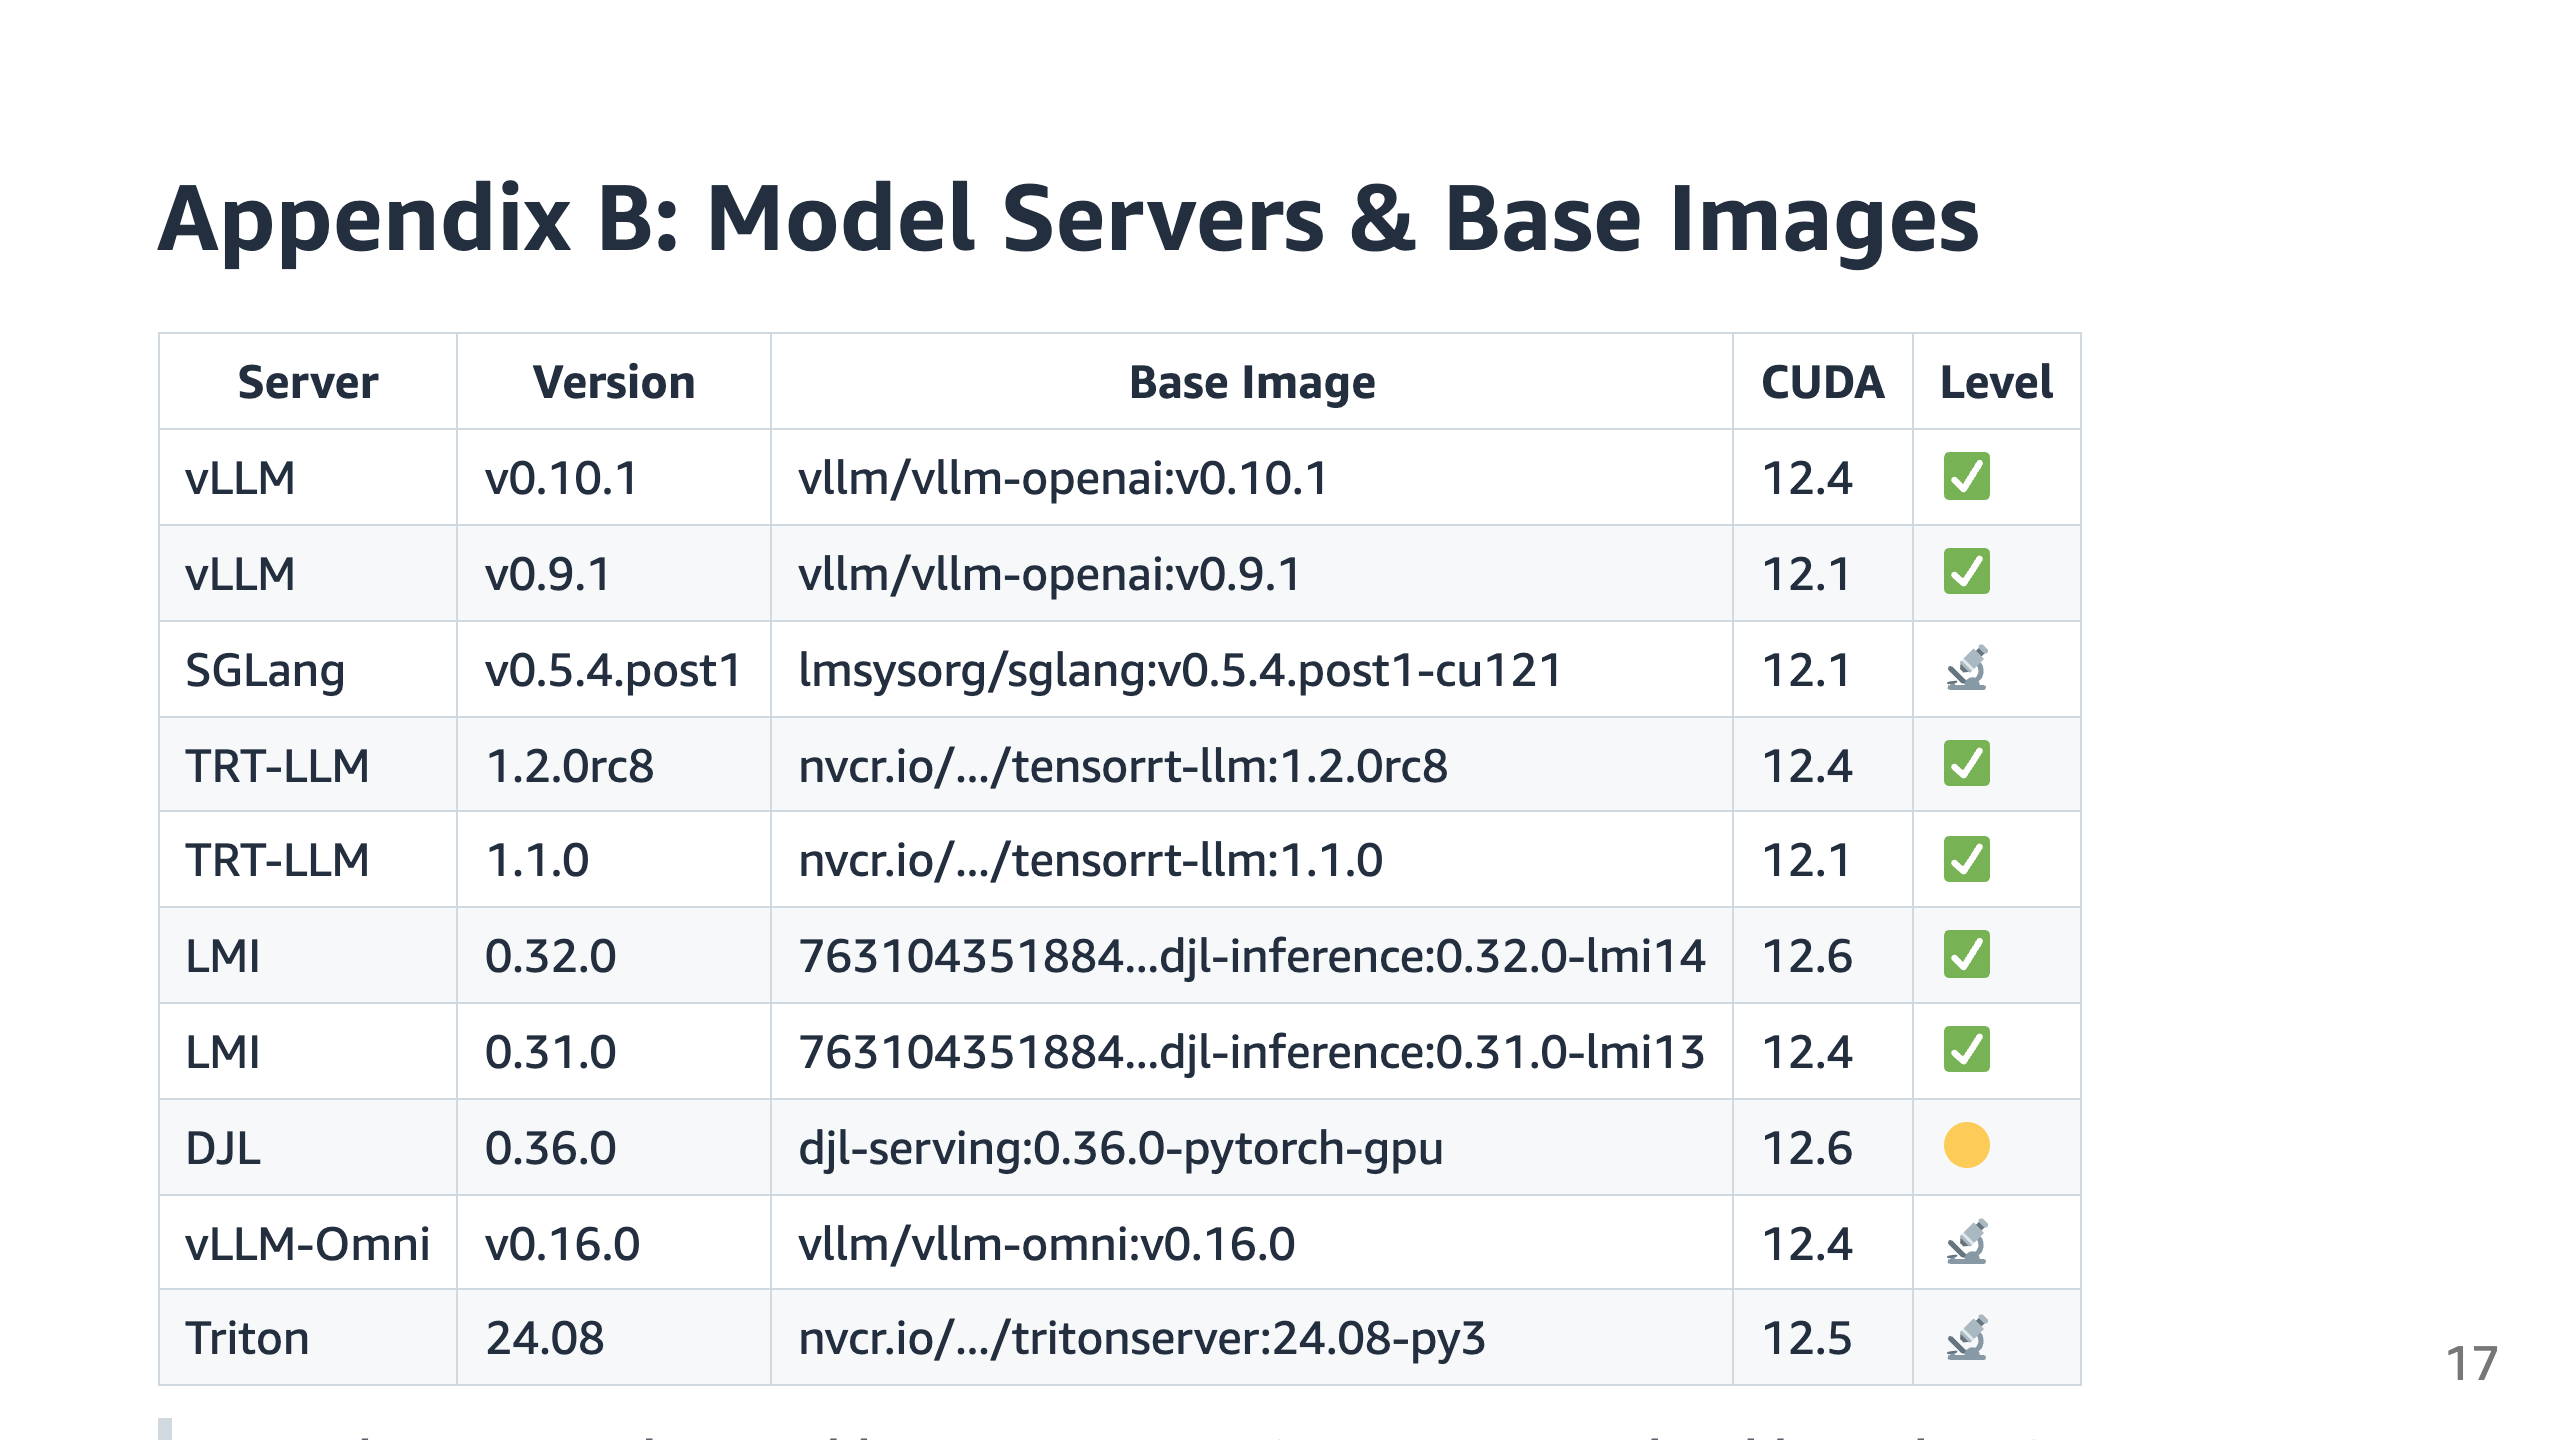 Appendix B: Model Servers & Base Images
Server Version Base Image CUDA Level
vLLM v0.10.1 vllm/vllm-openai:v0.10.1 12.4 ✅
vLLM v0.9.1 vllm/vllm-openai:v0.9.1 12.1 ✅
SGLang v0.5.4.post1 lmsysorg/sglang:v0.5.4.post1-cu121 12.1 🔬
TRT-LLM 1.2.0rc8 nvcr.io/.../tensorrt-llm:1.2.0rc8 12.4 ✅
TRT-LLM 1.1.0 nvcr.io/.../tensorrt-llm:1.1.0 12.1 ✅
LMI 0.32.0 763104351884...djl-inference:0.32.0-lmi14 12.6 ✅
LMI 0.31.0 763104351884...djl-inference:0.31.0-lmi13 12.4 ✅
DJL 0.36.0 djl-serving:0.36.0-pytorch-gpu 12.6 🟡
vLLM-Omni v0.16.0 vllm/vllm-omni:v0.16.0 12.4 🔬
Triton 24.08 nvcr.io/.../tritonserver:24.08-py3 12.5 🔬
17